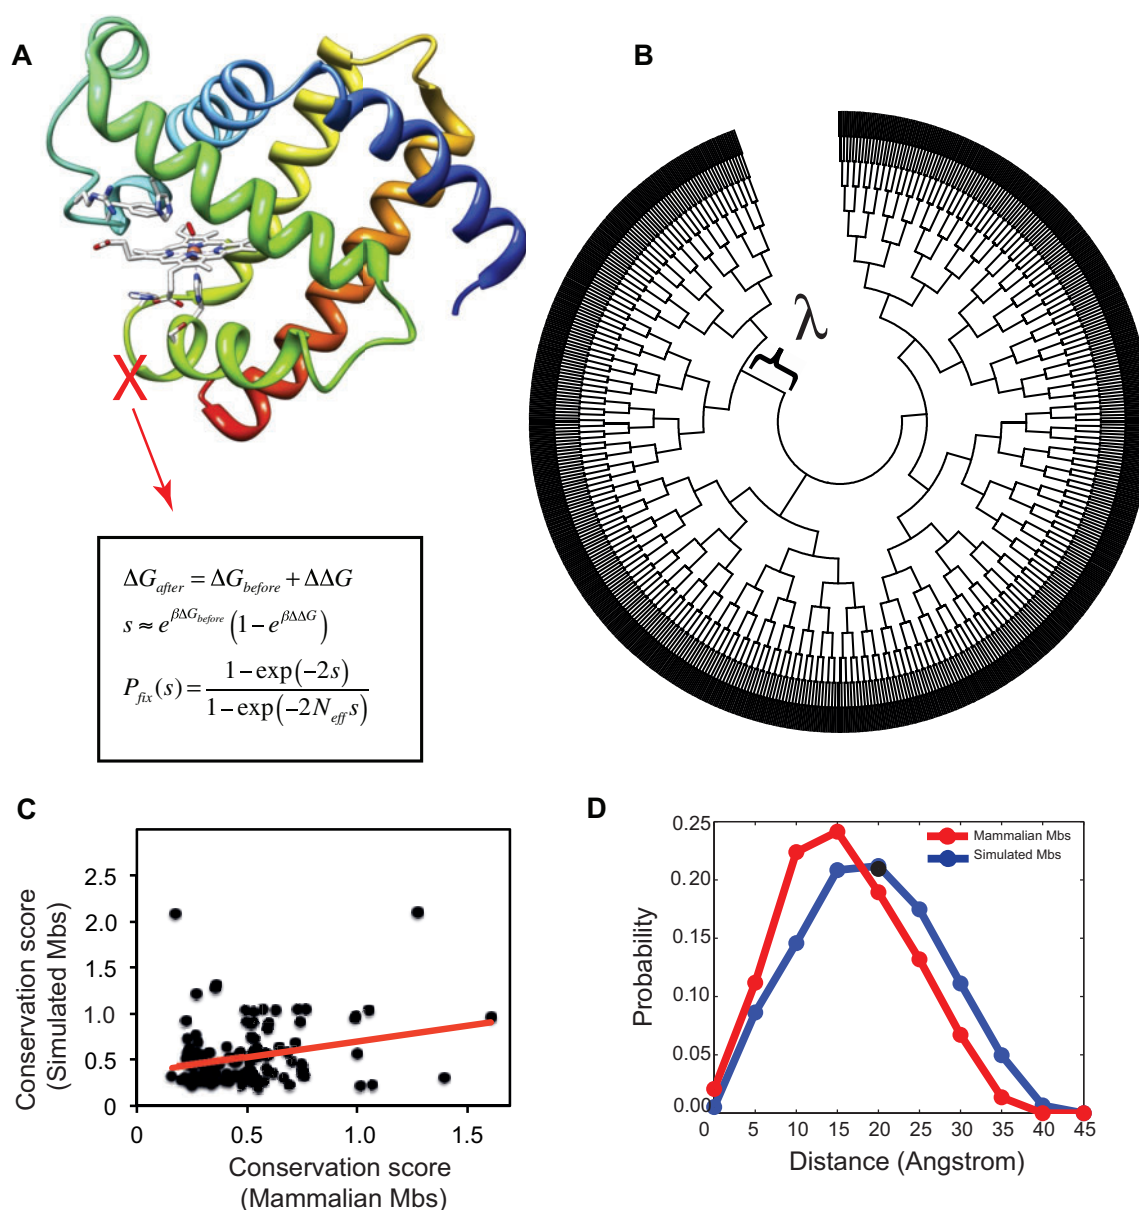 A
B
λ
}
X
ΔG_after = ΔG_before + ΔΔG
s ≈ e^{βΔG_before} (1 − e^{βΔΔG})
P_fix(s) = (1 − exp(−2s)) / (1 − exp(−2N_eff s))
C
Conservation score
(Simulated Mbs)
2.5
2.0
1.5
1.0
0.5
0
0
0.5
1.0
1.5
Conservation score
(Mammalian Mbs)
D
Probability
0.25
0.20
0.15
0.10
0.05
0.00
Mammalian Mbs
Simulated Mbs
0 5 10 15 20 25 30 35 40 45
Distance (Angstrom)